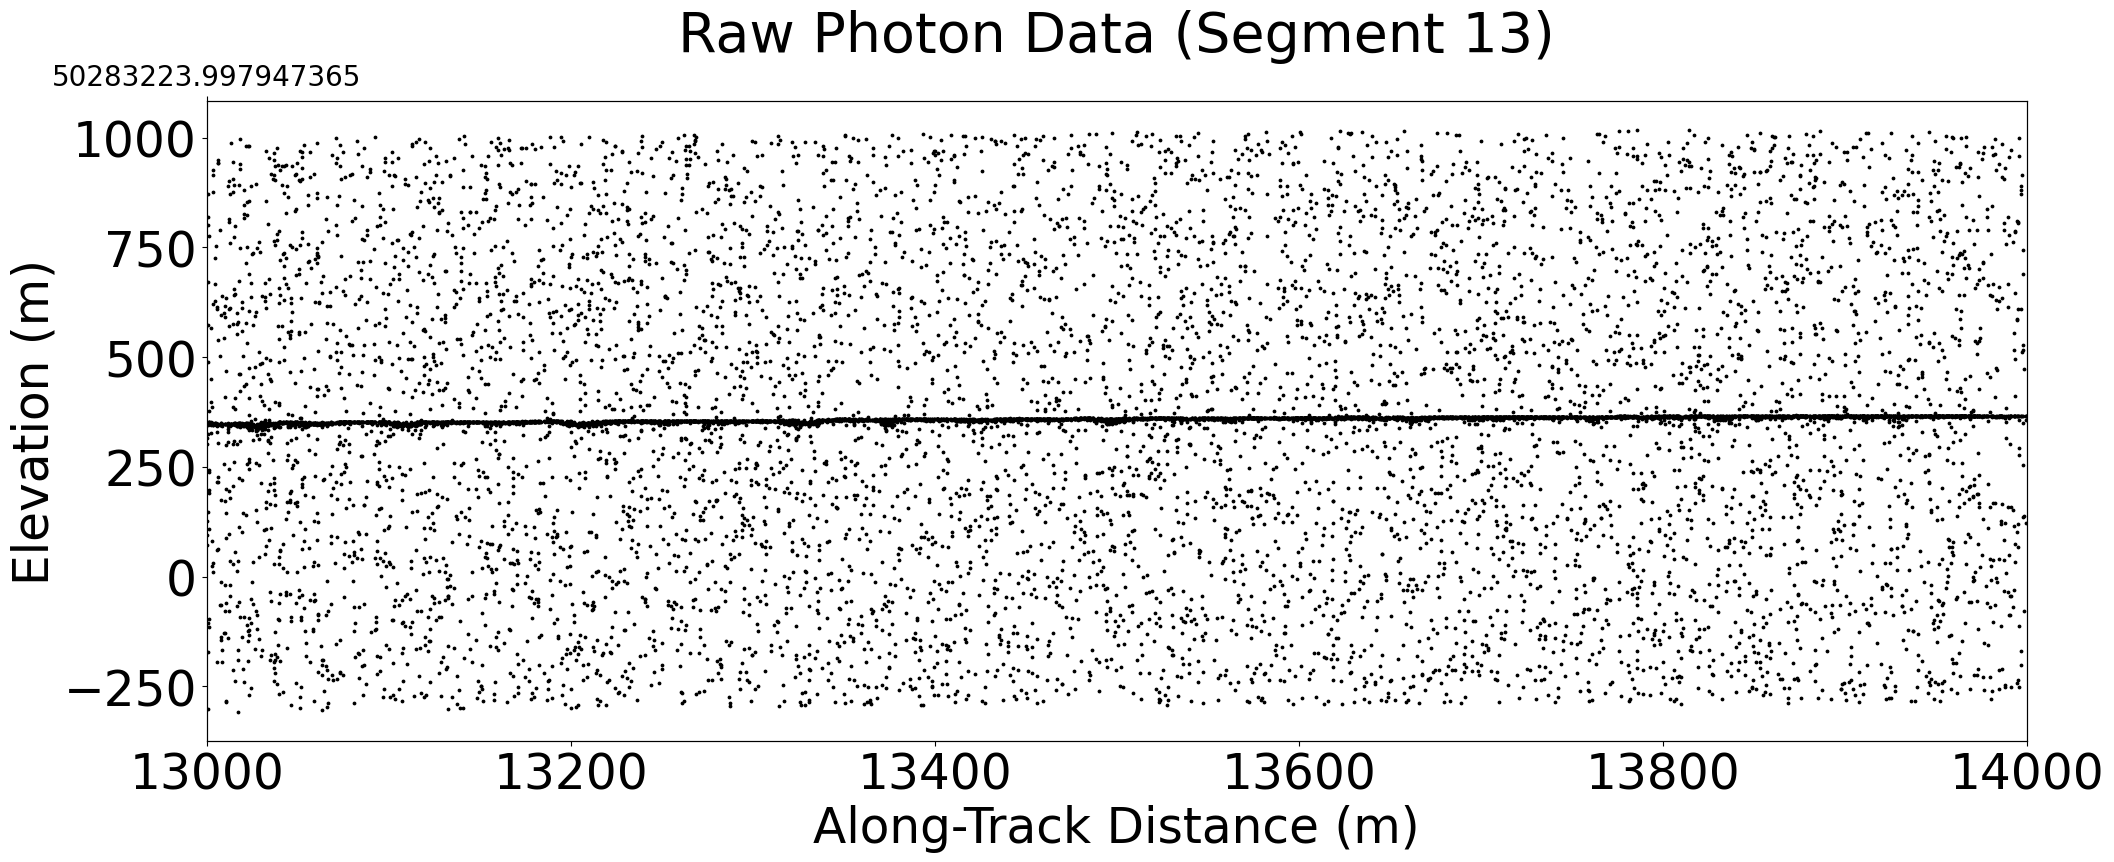 Raw Photon Data (Segment 13)
50283223.997947365
1000
750
500
250
0
−250
Elevation (m)
13000 13200 13400 13600 13800 14000
Along-Track Distance (m)